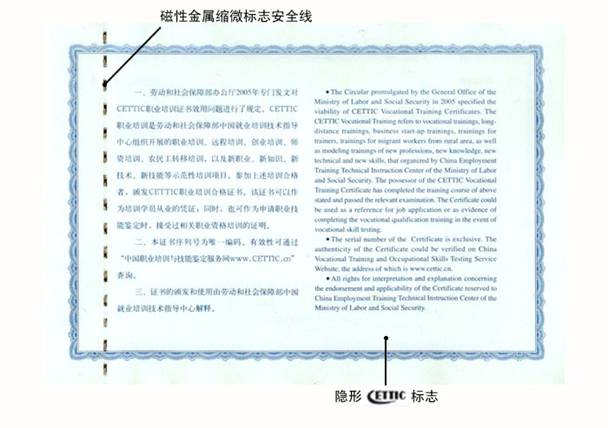 磁性金属缩微标志安全线
一、劳动和社会保障部办公厅2005年专门发文对
CETTIC职业培训证书效用问题进行了规定。CETTIC
职业培训是劳动和社会保障部中国就业培训技术指导
中心组织开展的职业培训、远程培训、创业培训、师
资培训、农民工转移培训，以及新职业、新知识、新
技术、新技能等示范性培训项目。参加上述培训合格
者，颁发CETTIC职业培训合格证书。该证书可以作
为培训学员从业的凭证；同时，也可作为申请职业技
能鉴定时，接受过相关职业资格培训的证明。
二、本证书序列号为唯一编码。有效性可通过
“中国职业培训与技能鉴定服务网www.CETTIC.cn”
查询。
三、证书的颁发和使用由劳动和社会保障部中国
就业培训技术指导中心解释。
●The Circular promulgated by the General Office of the
Ministry of Labor and Social Security in 2005 specified the
viability of CETTIC Vocational Training Certificates. The
CETTIC Vocational Training refers to vocational trainings, long-
distance trainings, business start-up trainings, trainings for
trainers, trainings for migrant workers from rural area, as well
as modeling trainings of new professions, new knowledge, new
technical and new skills, that organized by China Employment
Training Technical Instruction Center of the Ministry of Labor
and Social Security. The possessor of the CETTIC Vocational
Training Certificate has completed the training course of above
stated and passed the relevant examination. The Certificate could
be used as a reference for job application or as evidence of
completing the vocational qualification training in the event of
vocational skill testing.
●The serial number of the Certificate is exclusive. The
authenticity of the Certificate could be verified on China
Vocational Training and Occupational Skills Testing Service
Website, the address of which is www.cettic.cn.
●All rights for interpretation and explanation concerning
the endorsement and applicability of the Certificate reserved to
China Employment Training Technical Instruction Center of the
Ministry of Labor and Social Security.
隐形 CETTIC 标志